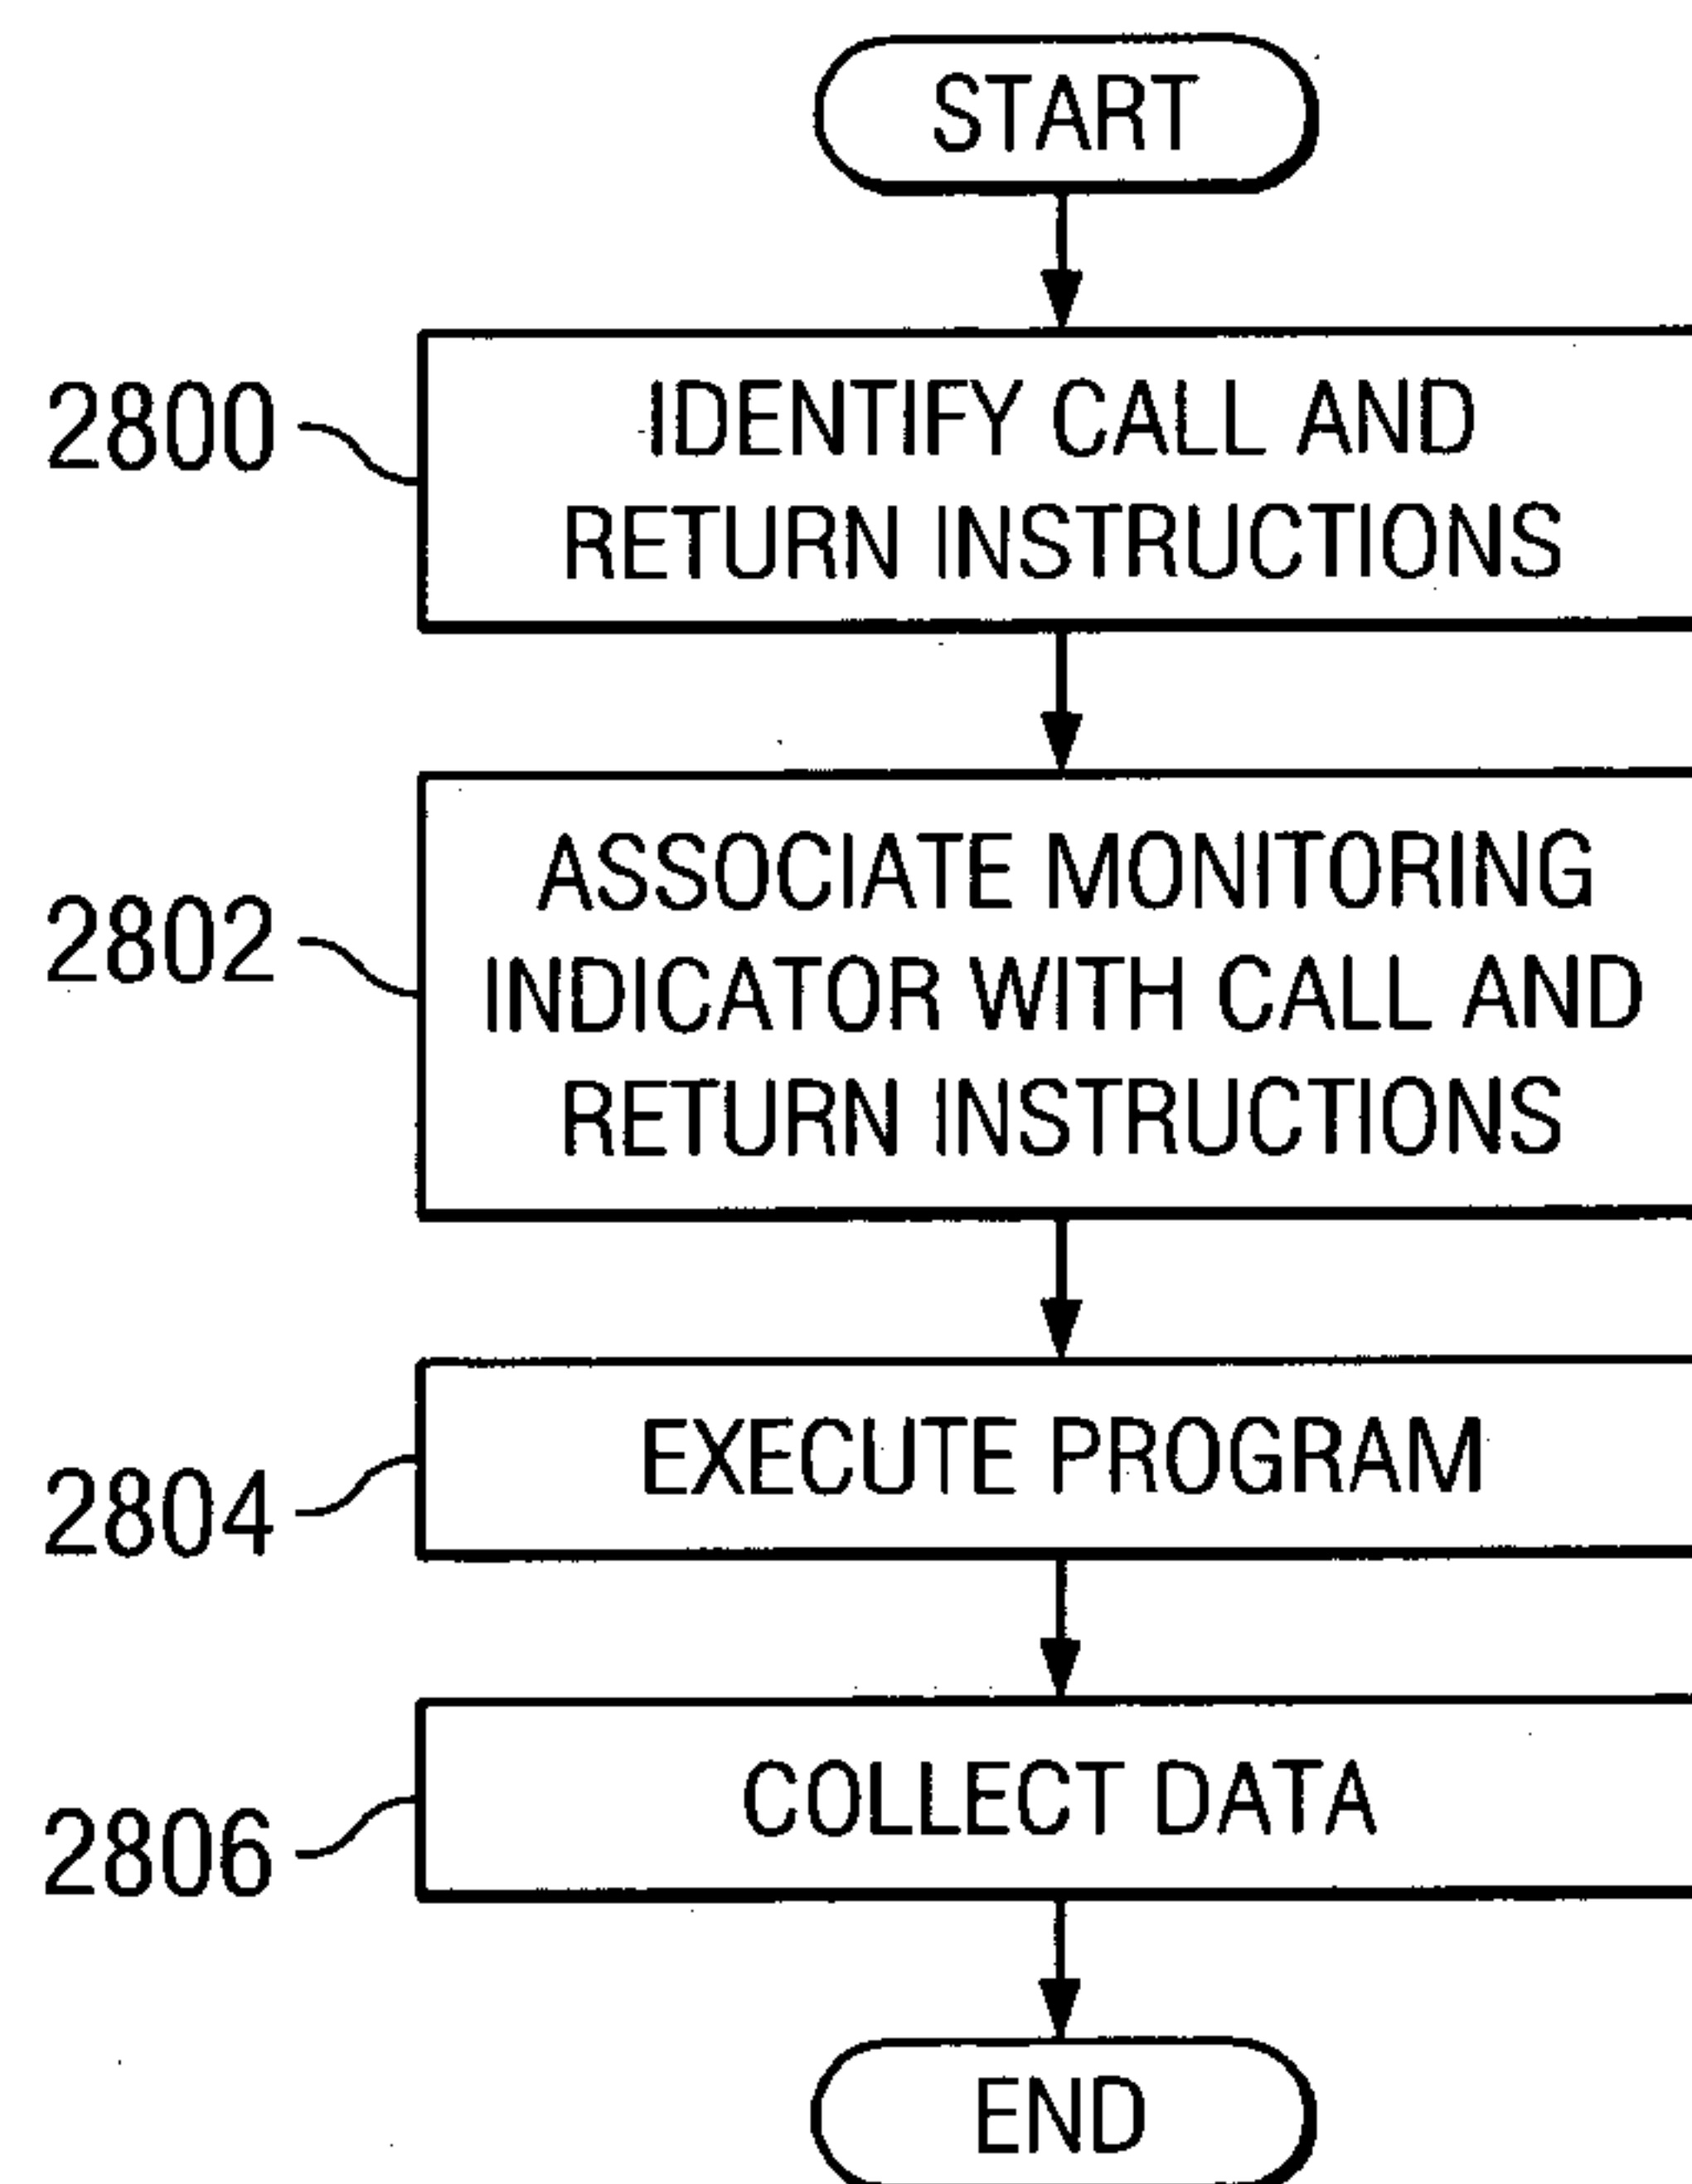 START
2800
IDENTIFY CALL AND
RETURN INSTRUCTIONS
2802
ASSOCIATE MONITORING
INDICATOR WITH CALL AND
RETURN INSTRUCTIONS
2804
EXECUTE PROGRAM
2806
COLLECT DATA
END